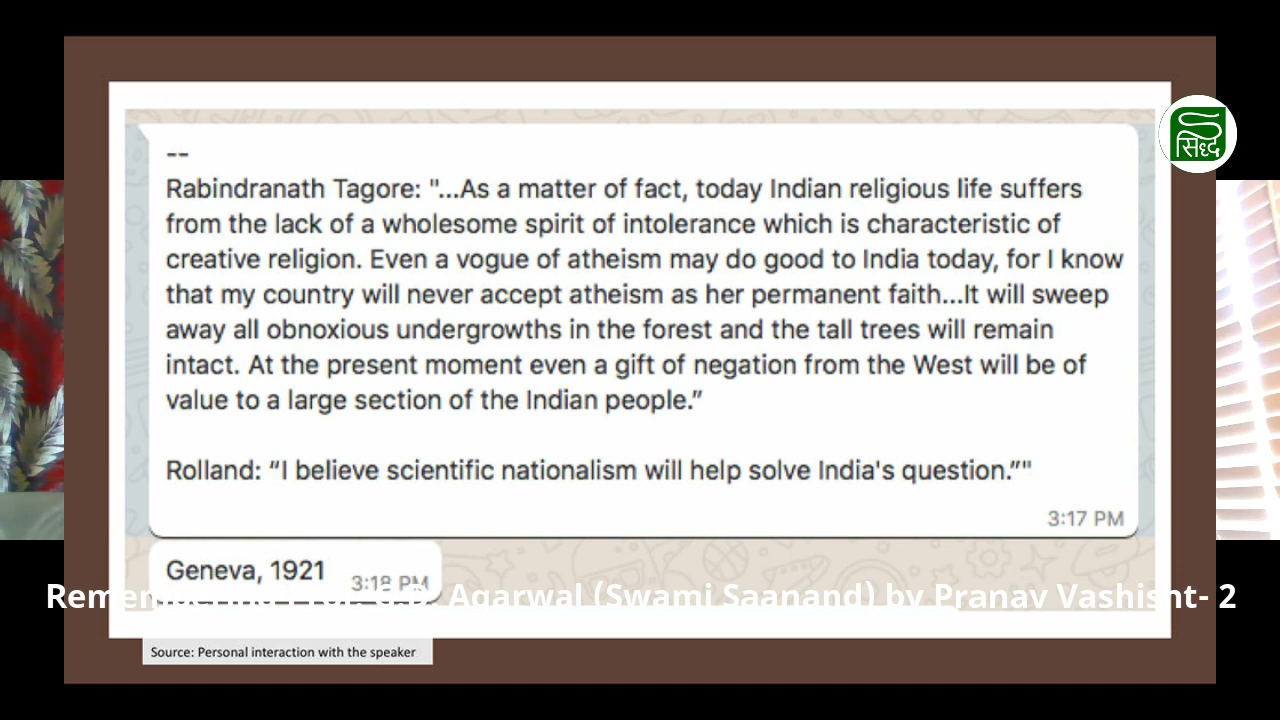 --
Rabindranath Tagore: "...As a matter of fact, today Indian religious life suffers
from the lack of a wholesome spirit of intolerance which is characteristic of
creative religion. Even a vogue of atheism may do good to India today, for I know
that my country will never accept atheism as her permanent faith...It will sweep
away all obnoxious undergrowths in the forest and the tall trees will remain
intact. At the present moment even a gift of negation from the West will be of
value to a large section of the Indian people.”
Rolland: “I believe scientific nationalism will help solve India's question.”"
3:17 PM
Geneva, 1921 3:18 PM
Remembering Prof. G.D. Agarwal (Swami Saanand) by Pranav Vashisht- 2
Source: Personal interaction with the speaker
सिद्ध